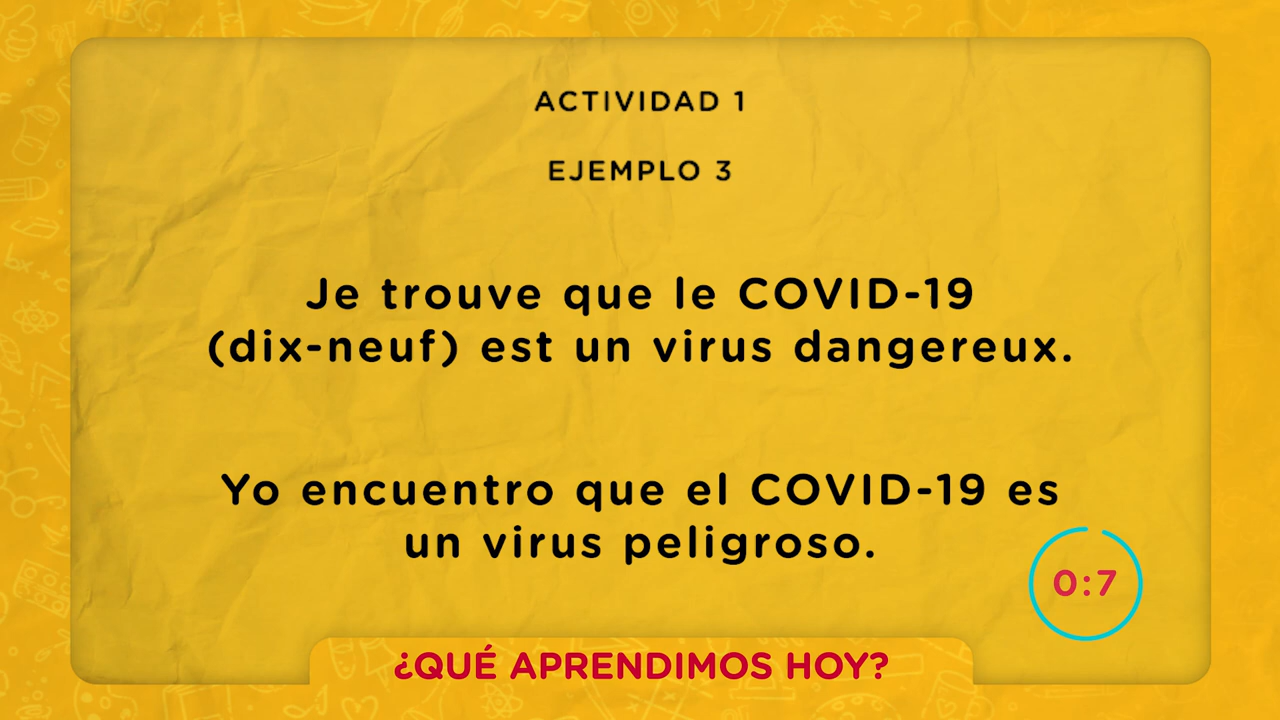 ACTIVIDAD 1
EJEMPLO 3
Je trouve que le COVID-19
(dix-neuf) est un virus dangereux.
Yo encuentro que el COVID-19 es
un virus peligroso.
0:7
¿QUÉ APRENDIMOS HOY?